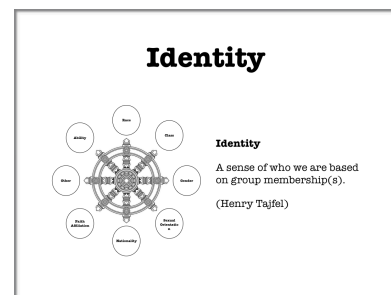 Identity
Race
Ability
Class
Identity
A sense of who we are based
on group membership(s).
Other
Gender
(Henry Tajfel)
Faith
Affiliation
Sexual
Orientatio
n
Nationality